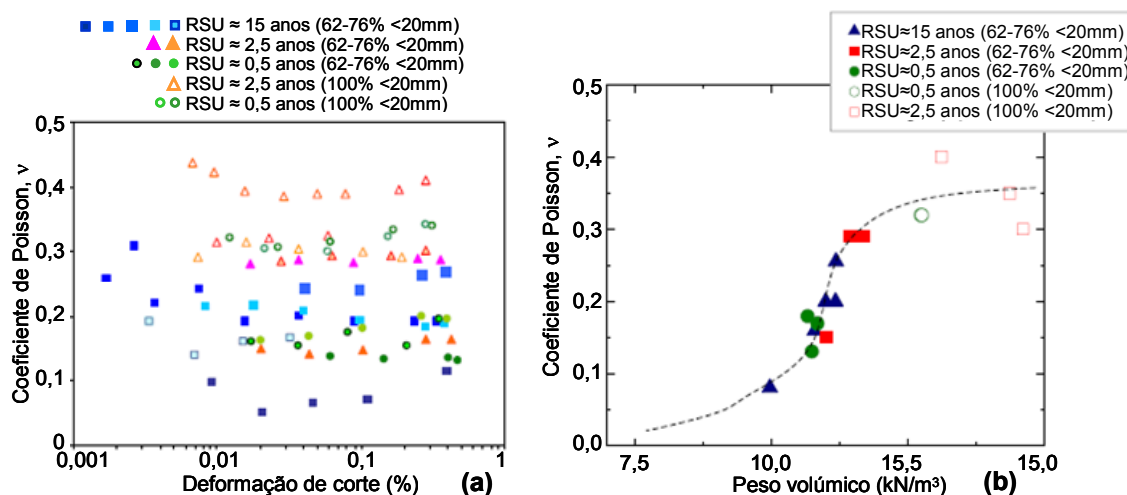 RSU ≈ 15 anos (62-76% <20mm)
RSU ≈ 2,5 anos (62-76% <20mm)
RSU ≈ 0,5 anos (62-76% <20mm)
RSU ≈ 2,5 anos (100% <20mm)
RSU ≈ 0,5 anos (100% <20mm)
Coeficiente de Poisson, ν
0,5
0,4
0,3
0,2
0,1
0
0,001
0,01
0,1
1
Deformação de corte (%)
(a)
RSU≈15 anos (62-76% <20mm)
RSU≈2,5 anos (62-76% <20mm)
RSU≈0,5 anos (62-76% <20mm)
RSU≈0,5 anos (100% <20mm)
RSU≈2,5 anos (100% <20mm)
Coeficiente de Poisson, ν
0,5
0,4
0,3
0,2
0,1
0,0
7,5
10,0
15,5
15,0
Peso volúmico (kN/m³)
(b)